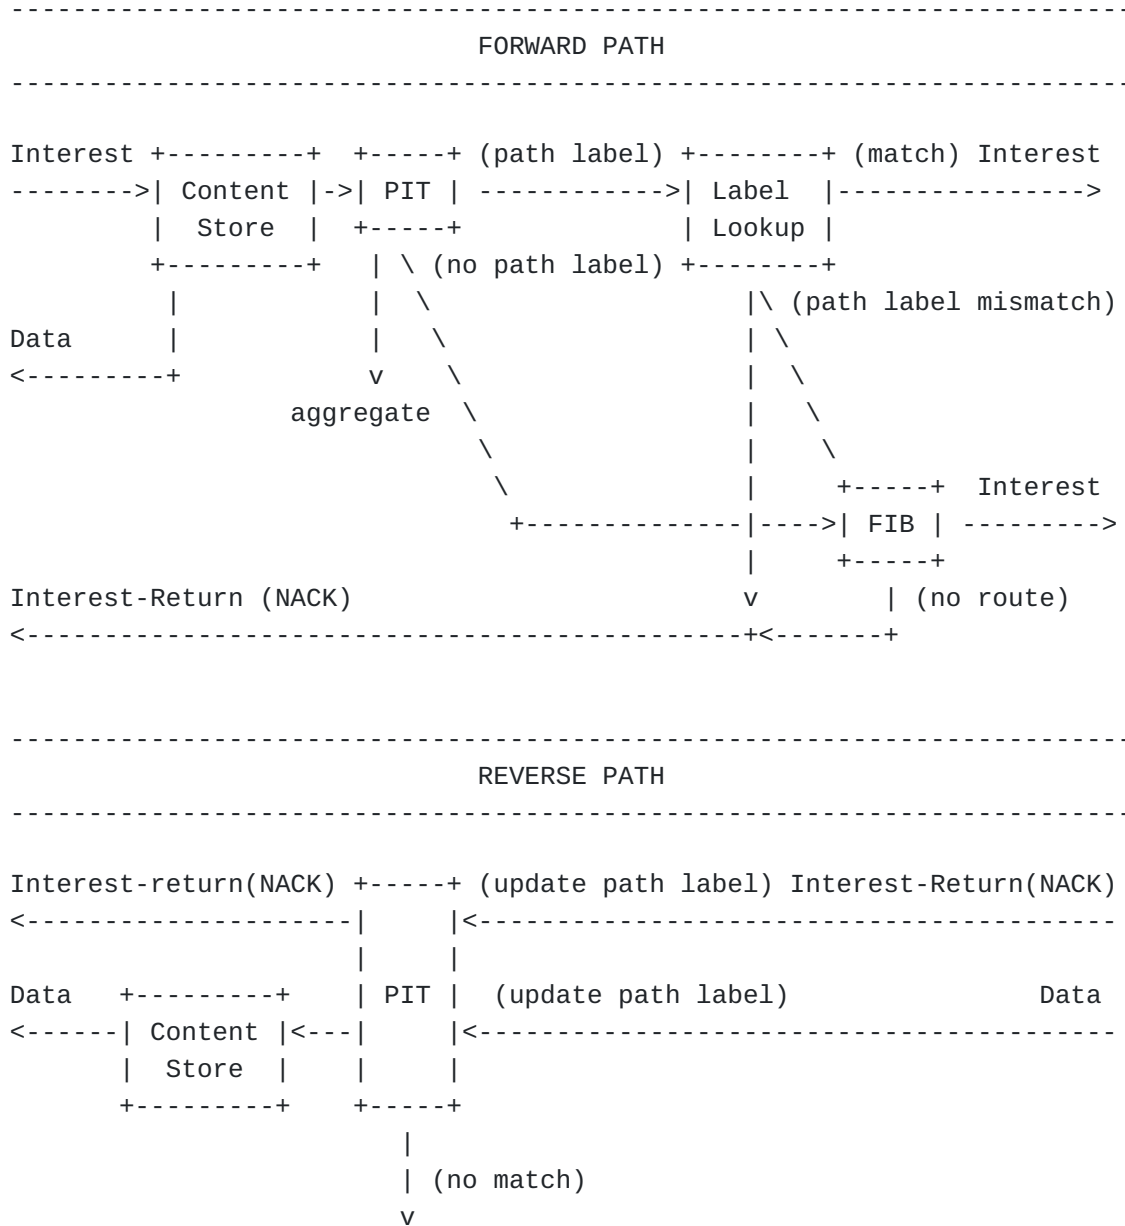 ------------------------------------------------------------------------
FORWARD PATH
------------------------------------------------------------------------
Interest +---------+  +-----+ (path label) +--------+ (match) Interest
-------->| Content |->| PIT | ------------>| Label  |---------------->
         |  Store  |  +-----+              | Lookup |
         +---------+   | \ (no path label) +--------+
          |            |  \                    |\ (path label mismatch)
Data      |            |   \                   | \
<---------+            v    \                  |  \
                  aggregate  \                 |   \
                              \                |    \
                               \               |     +-----+  Interest
                                +--------------|---->| FIB | --------->
                                               |     +-----+
Interest-Return (NACK)                         v        | (no route)
<----------------------------------------------+<-------+
------------------------------------------------------------------------
REVERSE PATH
------------------------------------------------------------------------
Interest-return(NACK) +-----+ (update path label) Interest-Return(NACK)
<---------------------|     |<-----------------------------------------
                      |     |
Data   +---------+    | PIT |  (update path label)                Data
<------| Content |<---|     |<-----------------------------------------
       |  Store  |    |     |
       +---------+    +-----+
                         |
                         | (no match)
                         v